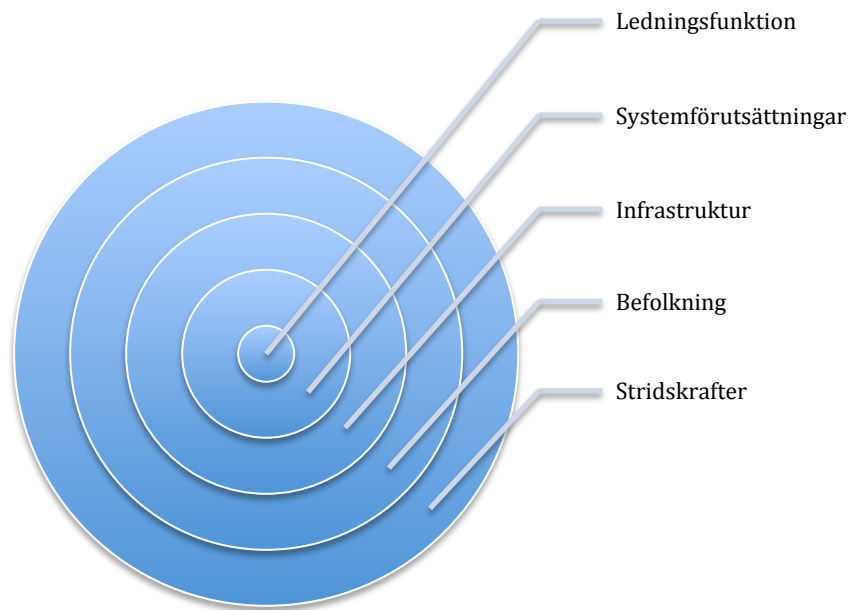 Ledningsfunktion
Systemförutsättningar
Infrastruktur
Befolkning
Stridskrafter